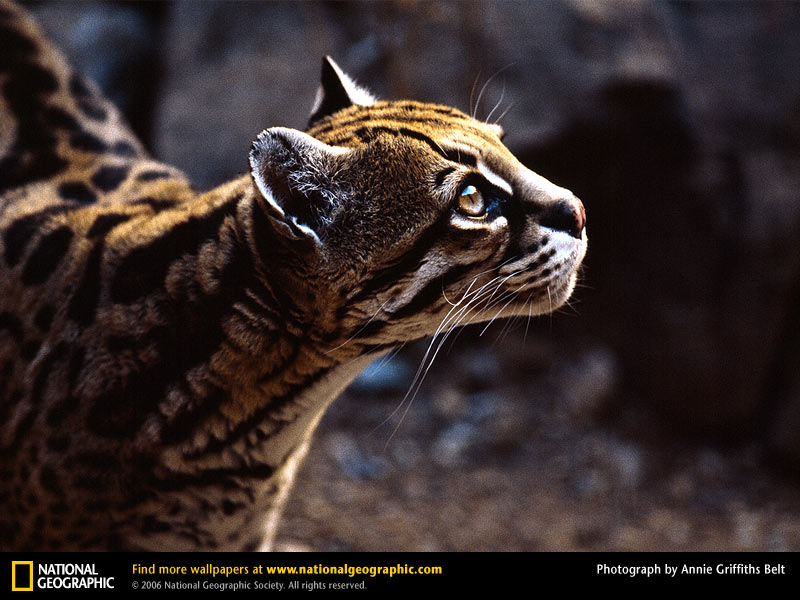 NATIONAL
GEOGRAPHIC
Find more wallpapers at www.nationalgeographic.com
© 2006 National Geographic Society. All rights reserved.
Photograph by Annie Griffiths Belt